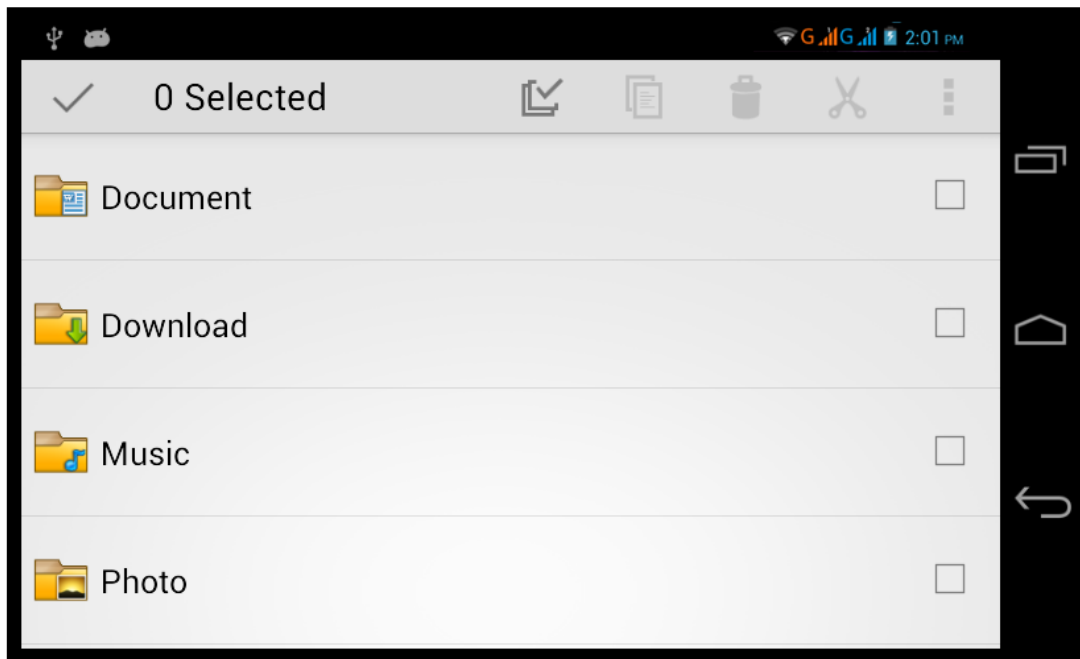 G G 2:01 PM
0 Selected
Document
Download
Music
Photo